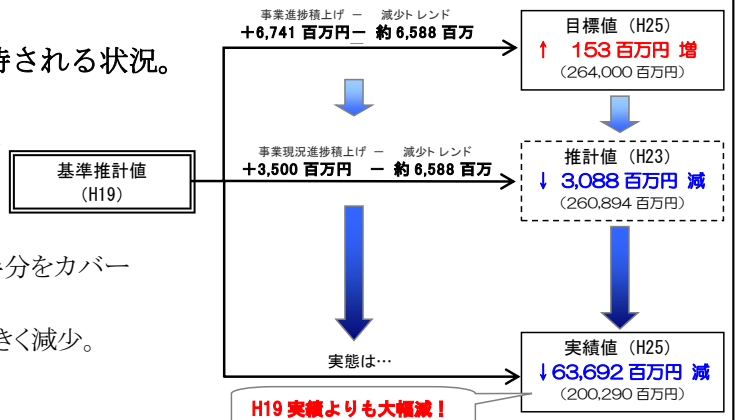 事業進捗積上げ － 減少トレンド
+6,741 百万円－ 約 6,588 百万
目標値（H25）
↑ 153 百万円 増
（264,000 百万円）
待される状況。
事業現況進捗積上げ － 減少トレンド
+3,500 百万円 － 約 6,588 百万
基準推計値
（H19）
推計値（H23）
↓ 3,088 百万円 減
（260,894 百万円）
分をカバー
きく減少。
実態は…
実績値（H25）
↓63,692 百万円 減
（200,290 百万円）
H19 実績よりも大幅減！